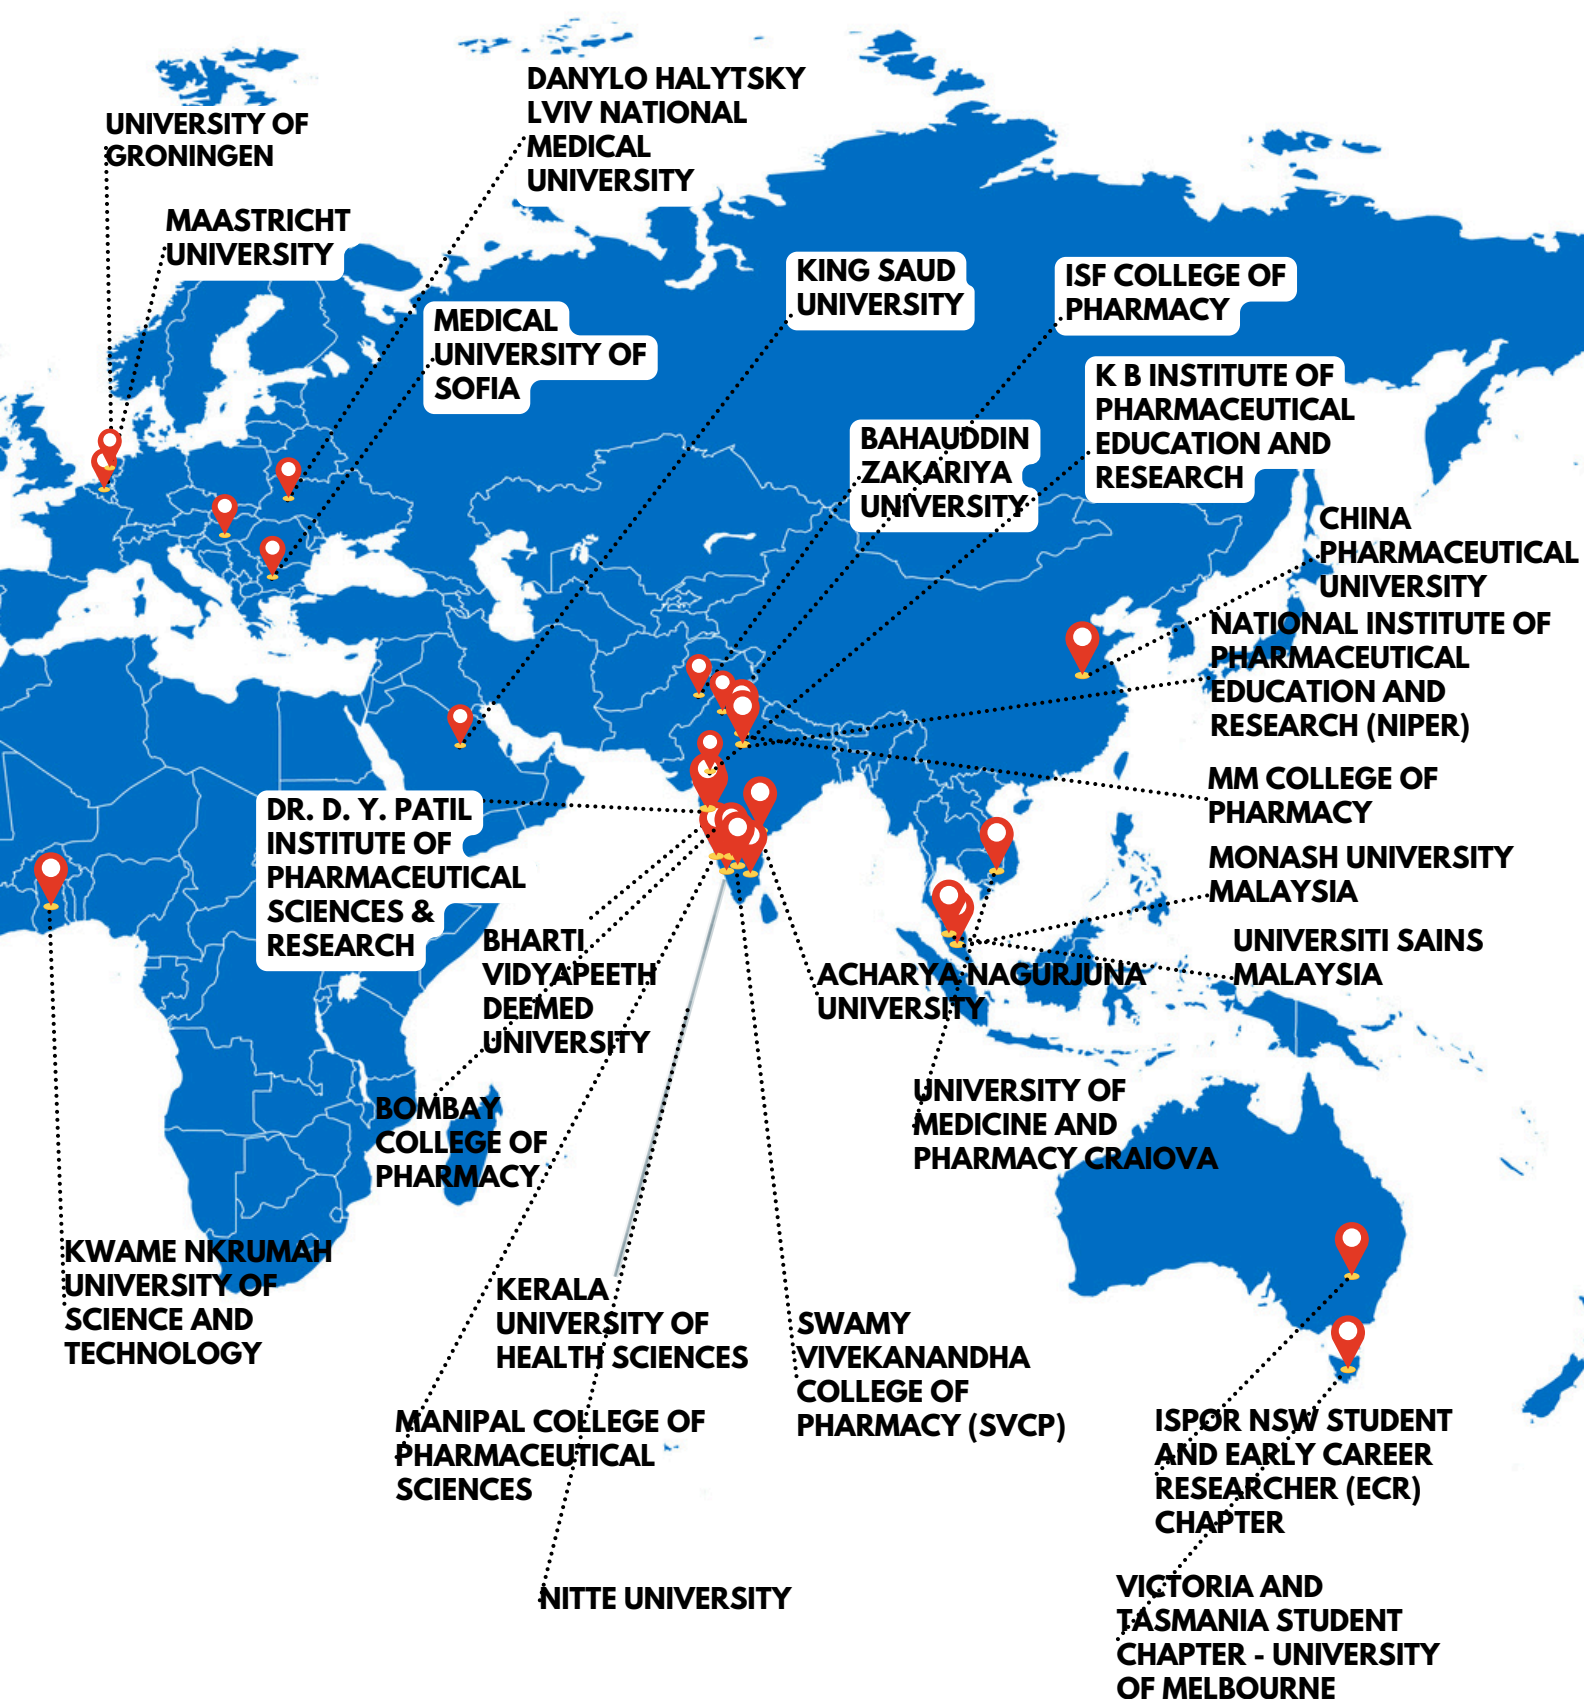 DANYLO HALYTSKY
LVIV NATIONAL
MEDICAL
UNIVERSITY
UNIVERSITY OF
GRONINGEN
MAASTRICHT
UNIVERSITY
MEDICAL
UNIVERSITY OF
SOFIA
KING SAUD
UNIVERSITY
ISF COLLEGE OF
PHARMACY
K B INSTITUTE OF
PHARMACEUTICAL
EDUCATION AND
RESEARCH
BAHAUDDIN
ZAKARIYA
UNIVERSITY
CHINA
PHARMACEUTICAL
UNIVERSITY
NATIONAL INSTITUTE OF
PHARMACEUTICAL
EDUCATION AND
RESEARCH (NIPER)
MM COLLEGE OF
PHARMACY
MONASH UNIVERSITY
MALAYSIA
UNIVERSITI SAINS
MALAYSIA
DR. D. Y. PATIL
INSTITUTE OF
PHARMACEUTICAL
SCIENCES &
RESEARCH
BHARTI
VIDYAPEETH
DEEMED
UNIVERSITY
ACHARYA NAGURJUNA
UNIVERSITY
BOMBAY
COLLEGE OF
PHARMACY
UNIVERSITY OF
MEDICINE AND
PHARMACY CRAIOVA
KWAME NKRUMAH
UNIVERSITY OF
SCIENCE AND
TECHNOLOGY
KERALA
UNIVERSITY OF
HEALTH SCIENCES
SWAMY
VIVEKANANDHA
COLLEGE OF
PHARMACY (SVCP)
MANIPAL COLLEGE OF
PHARMACEUTICAL
SCIENCES
ISPOR NSW STUDENT
AND EARLY CAREER
RESEARCHER (ECR)
CHAPTER
NITTE UNIVERSITY
VICTORIA AND
TASMANIA STUDENT
CHAPTER - UNIVERSITY
OF MELBOURNE